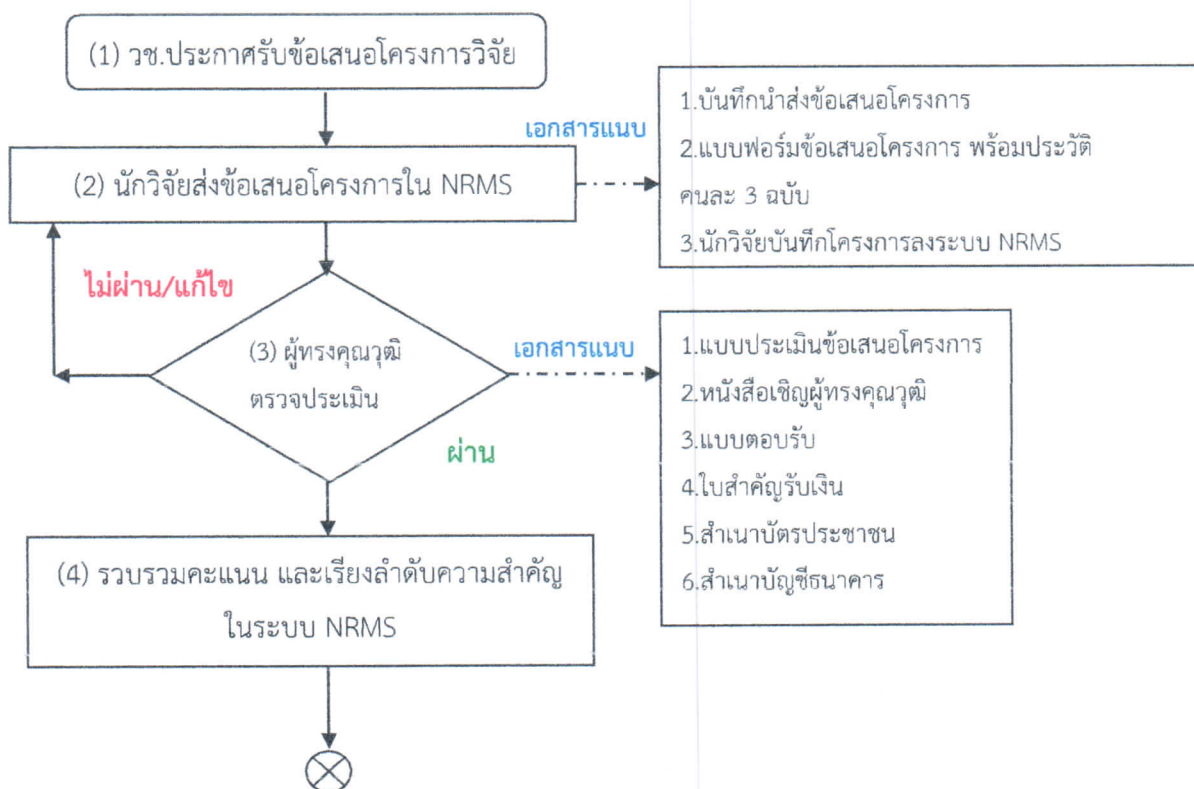 (1) วช.ประกาศรับข้อเสนอโครงการวิจัย
เอกสารแนบ
(2) นักวิจัยส่งข้อเสนอโครงการใน NRMS
1.บันทึกนำส่งข้อเสนอโครงการ
2.แบบฟอร์มข้อเสนอโครงการ พร้อมประวัติ
คนละ 3 ฉบับ
3.นักวิจัยบันทึกโครงการลงระบบ NRMS
ไม่ผ่าน/แก้ไข
(3) ผู้ทรงคุณวุฒิ
ตรวจประเมิน
เอกสารแนบ
1.แบบประเมินข้อเสนอโครงการ
2.หนังสือเชิญผู้ทรงคุณวุฒิ
3.แบบตอบรับ
4.ใบสำคัญรับเงิน
5.สำเนาบัตรประชาชน
6.สำเนาบัญชีธนาคาร
ผ่าน
(4) รวบรวมคะแนน และเรียงลำดับความสำคัญ
ในระบบ NRMS